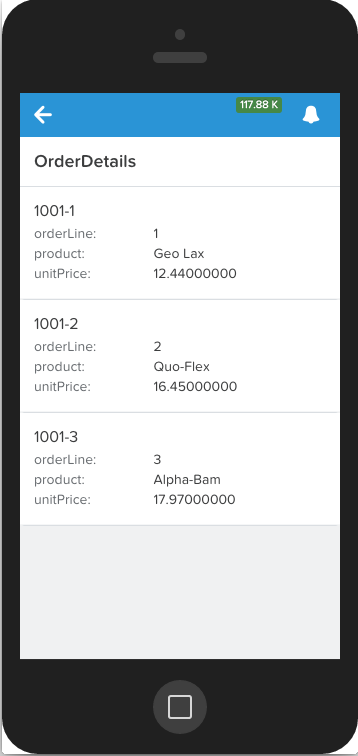 117.88 K
OrderDetails
1001-1
orderLine: 1
product: Geo Lax
unitPrice: 12.44000000
1001-2
orderLine: 2
product: Quo-Flex
unitPrice: 16.45000000
1001-3
orderLine: 3
product: Alpha-Bam
unitPrice: 17.97000000